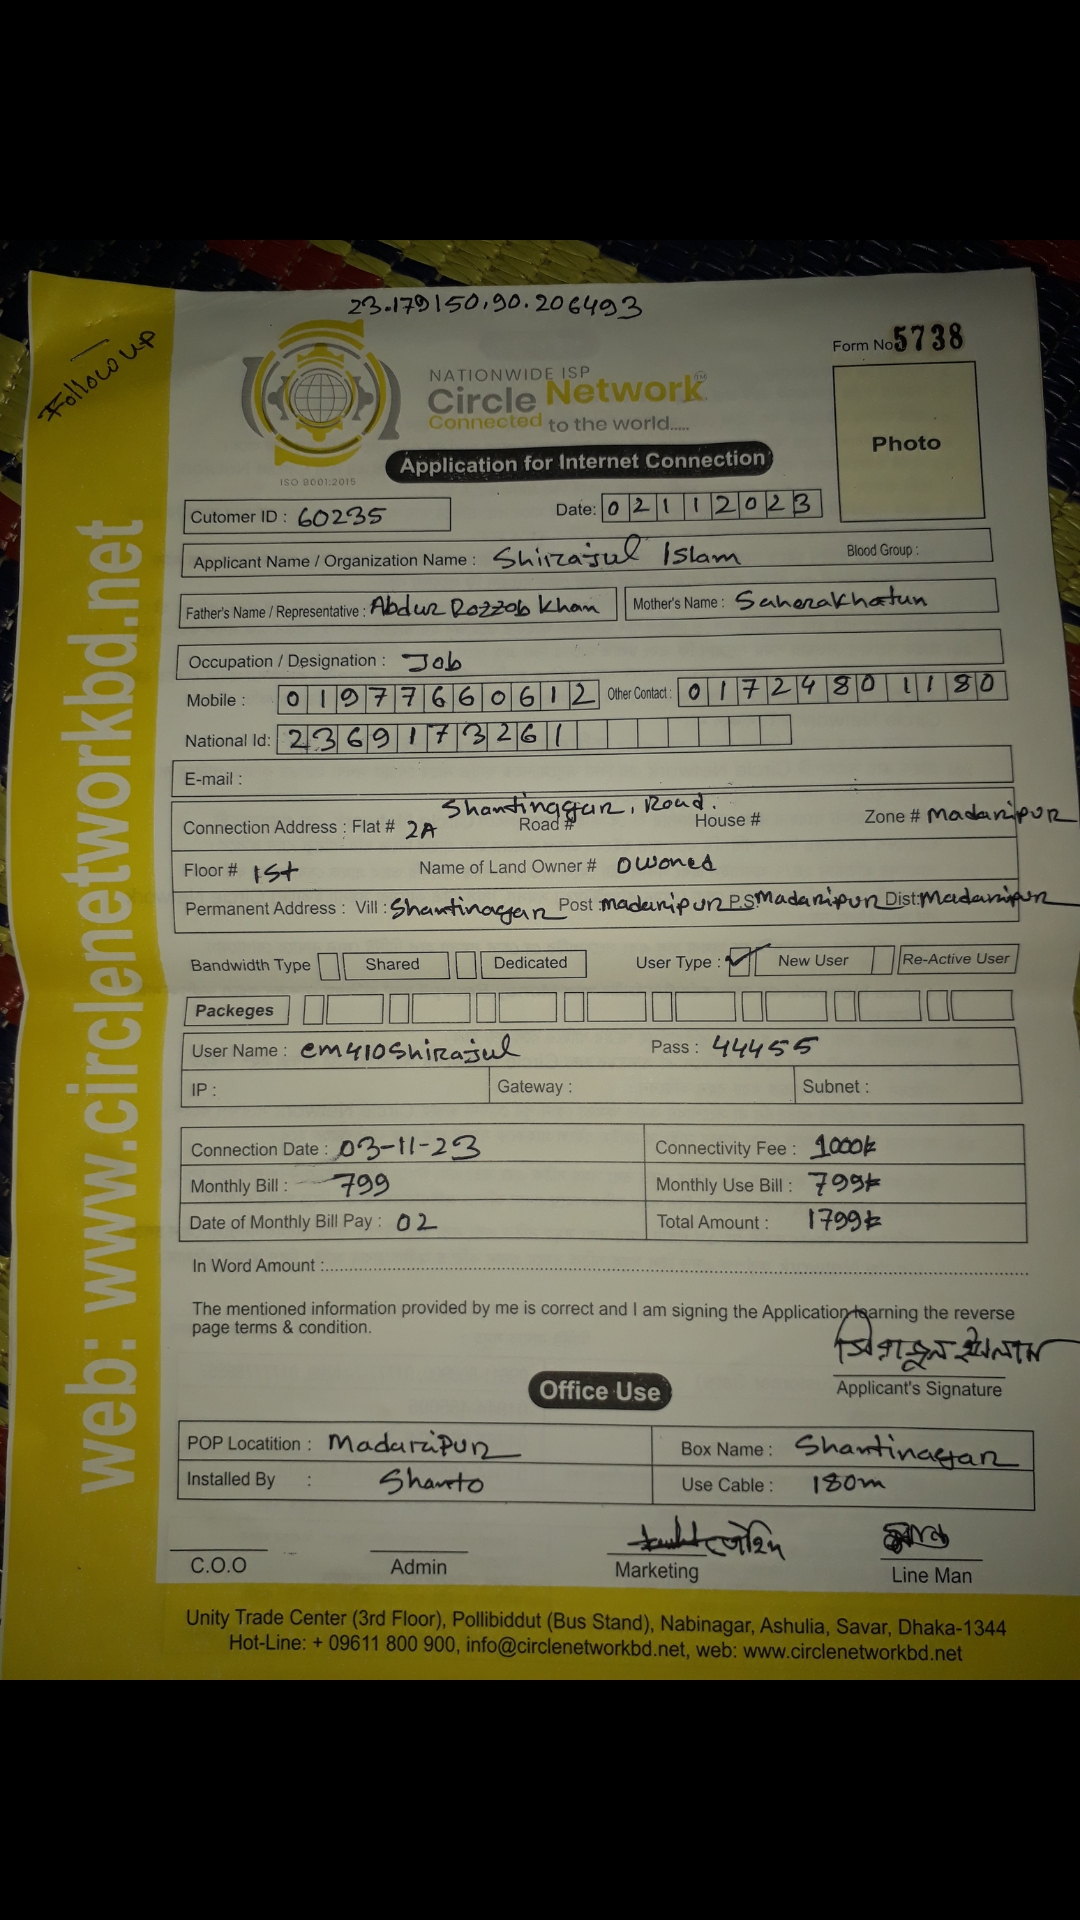 23.179150,90.206493
Follow up
Form No 5738
NATIONWIDE ISP
Circle Network
Connected to the world.....
ISO 9001:2015
Photo
Application for Internet Connection
Cutomer ID : 60235
Date: 02112023
Applicant Name / Organization Name : Shirajul Islam
Blood Group :
Father's Name / Representative : Abdur Rozzob Khan Mother's Name : Saherakhatun
Occupation / Designation : Job
Mobile : 01977660612 Other Contact : 01724801180
National Id: 2369173261
E-mail :
Shantinagar, Road.
Connection Address : Flat # 2A Road # House # Zone # Madaripur
Floor # 1st Name of Land Owner # Owoned
Permanent Address : Vill : Shantinagar Post : madaripur P.S Madaripur Dist: Madaripur
Bandwidth Type Shared Dedicated User Type : ✓ New User Re-Active User
Packeges
User Name : em410shirajul Pass : 44455
IP : Gateway : Subnet :
Connection Date : 03-11-23 Connectivity Fee : 1000৳
Monthly Bill : 799 Monthly Use Bill : 799৳
Date of Monthly Bill Pay : 02 Total Amount : 1799৳
In Word Amount :
The mentioned information provided by me is correct and I am signing the Application learning the reverse
page terms & condition.
সিরাজুল ইসলাম
Applicant's Signature
Office Use
POP Locatition : Madaripur Box Name : Shantinagar
Installed By : Shanto Use Cable : 180m
C.O.O Admin Marketing Line Man
Unity Trade Center (3rd Floor), Pollibiddut (Bus Stand), Nabinagar, Ashulia, Savar, Dhaka-1344
Hot-Line: + 09611 800 900, info@circlenetworkbd.net, web: www.circlenetworkbd.net
web: www.circlenetworkbd.net